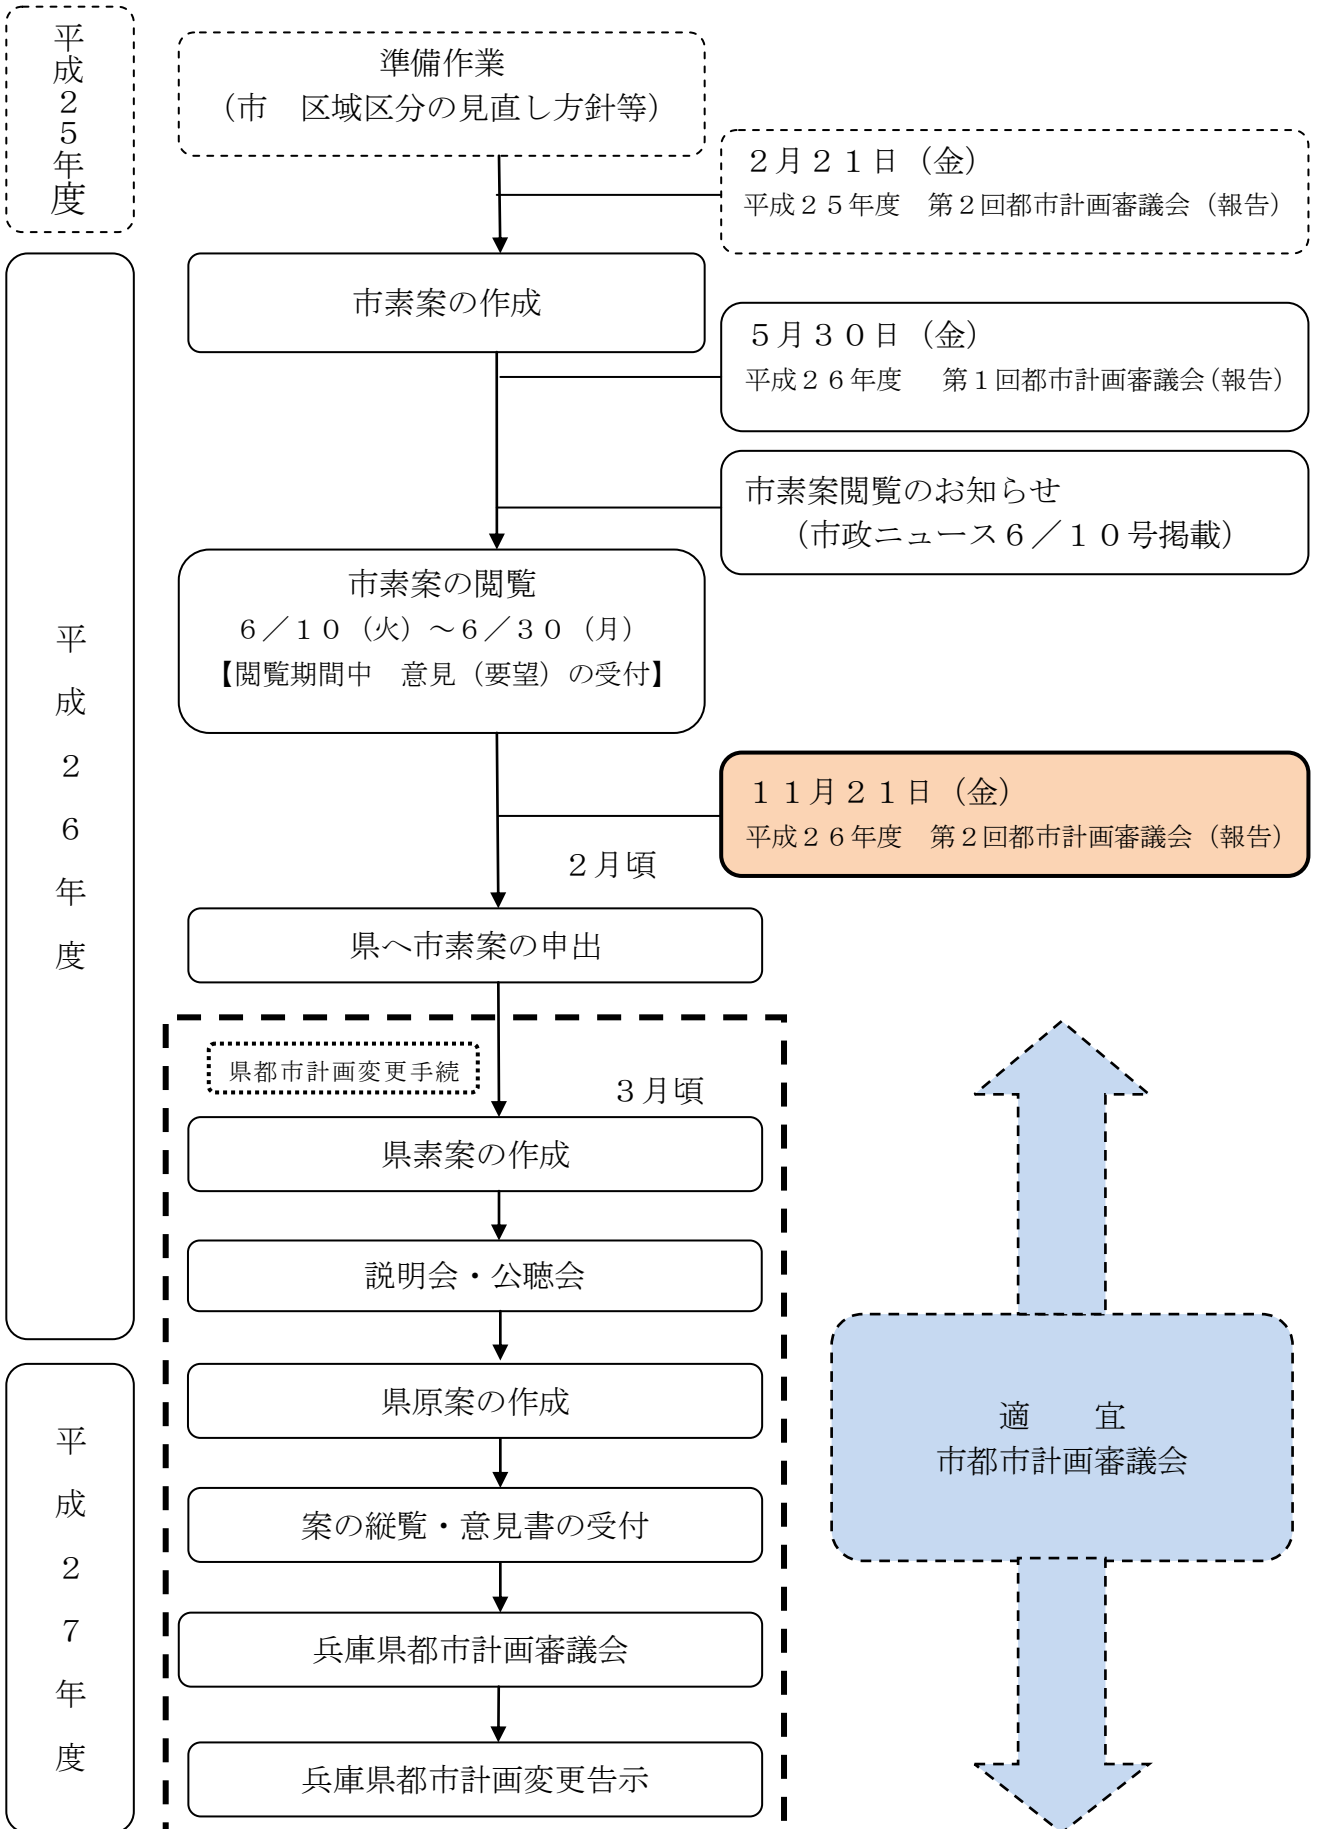 平成２５年度
準備作業
（市　区域区分の見直し方針等）
２月２１日（金）
平成２５年度　第２回都市計画審議会（報告）
平成２６年度
市素案の作成
５月３０日（金）
平成２６年度　第１回都市計画審議会（報告）
市素案閲覧のお知らせ
（市政ニュース６／１０号掲載）
市素案の閲覧
６／１０（火）～６／３０（月）
【閲覧期間中　意見（要望）の受付】
１１月２１日（金）
平成２６年度　第２回都市計画審議会（報告）
２月頃
県へ市素案の申出
県都市計画変更手続
３月頃
県素案の作成
説明会・公聴会
平成２７年度
県原案の作成
適　宜
市都市計画審議会
案の縦覧・意見書の受付
兵庫県都市計画審議会
兵庫県都市計画変更告示